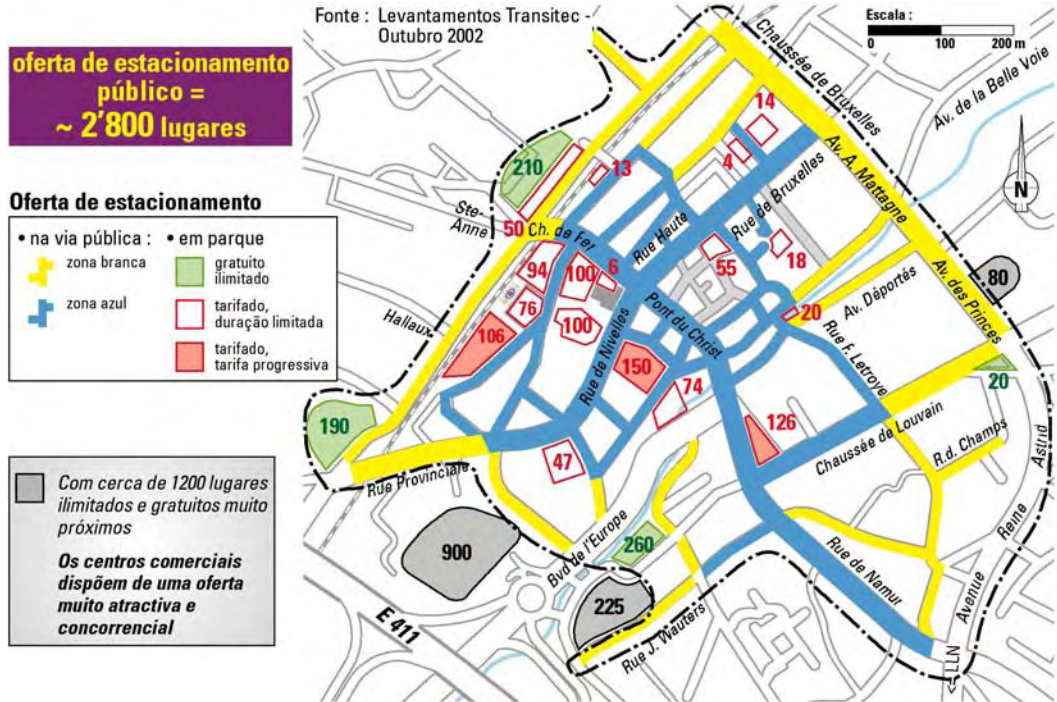 Fonte : Levantamentos Transitec -
Outubro 2002
Escala :
0 100 200 m
oferta de estacionamento
público =
~ 2'800 lugares
Oferta de estacionamento
• na via pública : • em parque
zona branca
gratuito
ilimitado
zona azul
tarifado,
duração limitada
tarifado,
tarifa progressiva
Com cerca de 1200 lugares
ilimitados e gratuitos muito
próximos
Os centros comerciais
dispõem de uma oferta
muito atractiva e
concorrencial
Chaussée de Bruxelles
Av. de la Belle Voie
N
14
4
13
210
Av. A. Mattagne
Rue de Bruxelles
Ste-
Anne
50
Ch. de Fer
Rue Haute
94
100
6
55
18
80
76
100
Hallaux
106
Rue de Nivelles
Pont du Christ
20
Av. Déportés
Av. des Princes
Rue F. Letroye
150
74
20
190
126
Chaussée de Louvain
R.d. Champs
Astrid
Rue Provinciale
47
900
Bvd de l'Europe
260
Reine
225
Rue de Namur
Avenue
E 411
Rue J. Wauters
LLN